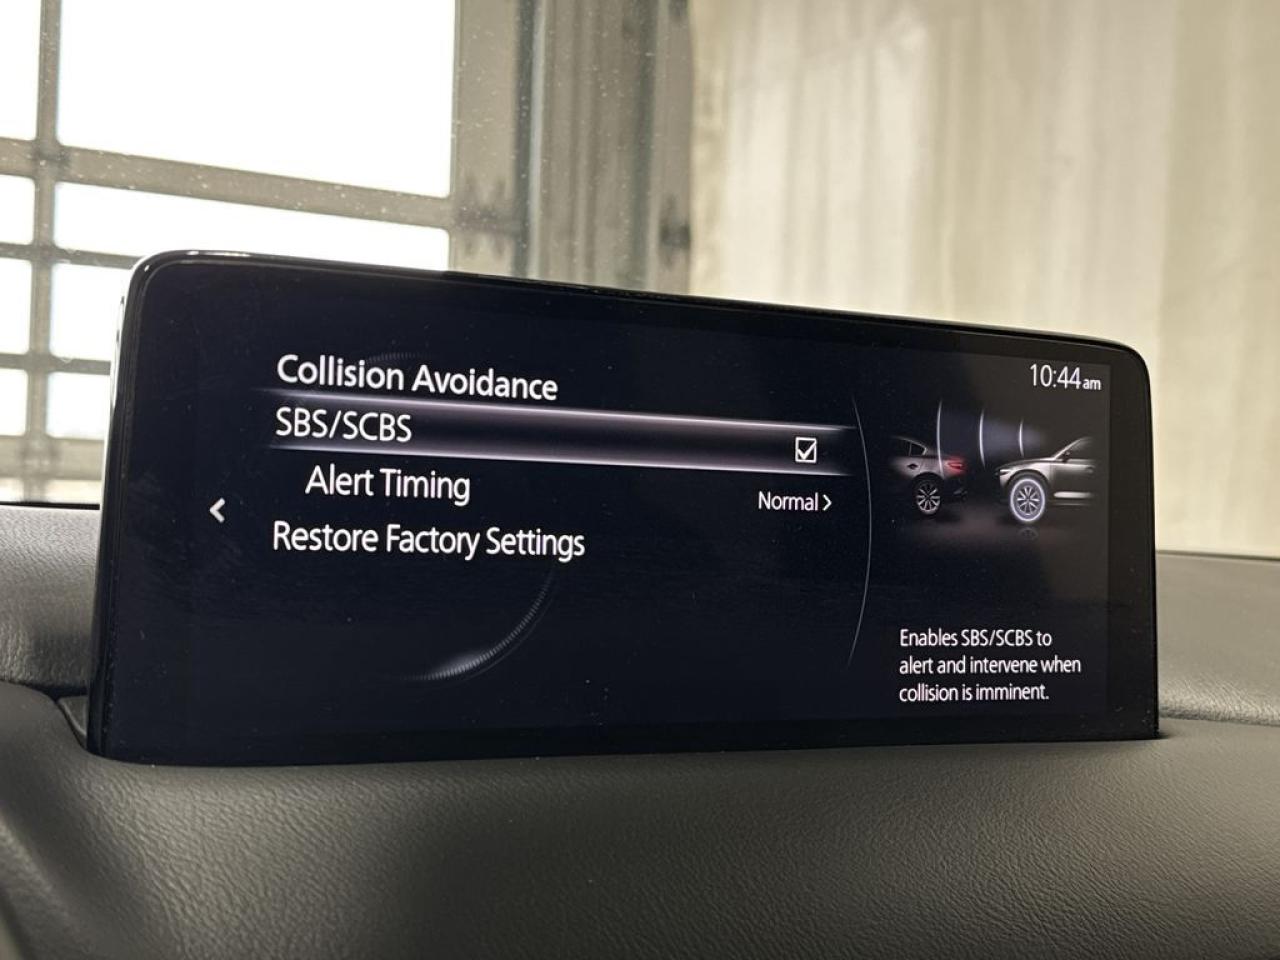 Collision Avoidance
10:44am
SBS/SCBS
Alert Timing
Normal
Restore Factory Settings
Enables SBS/SCBS to
alert and intervene when
collision is imminent.